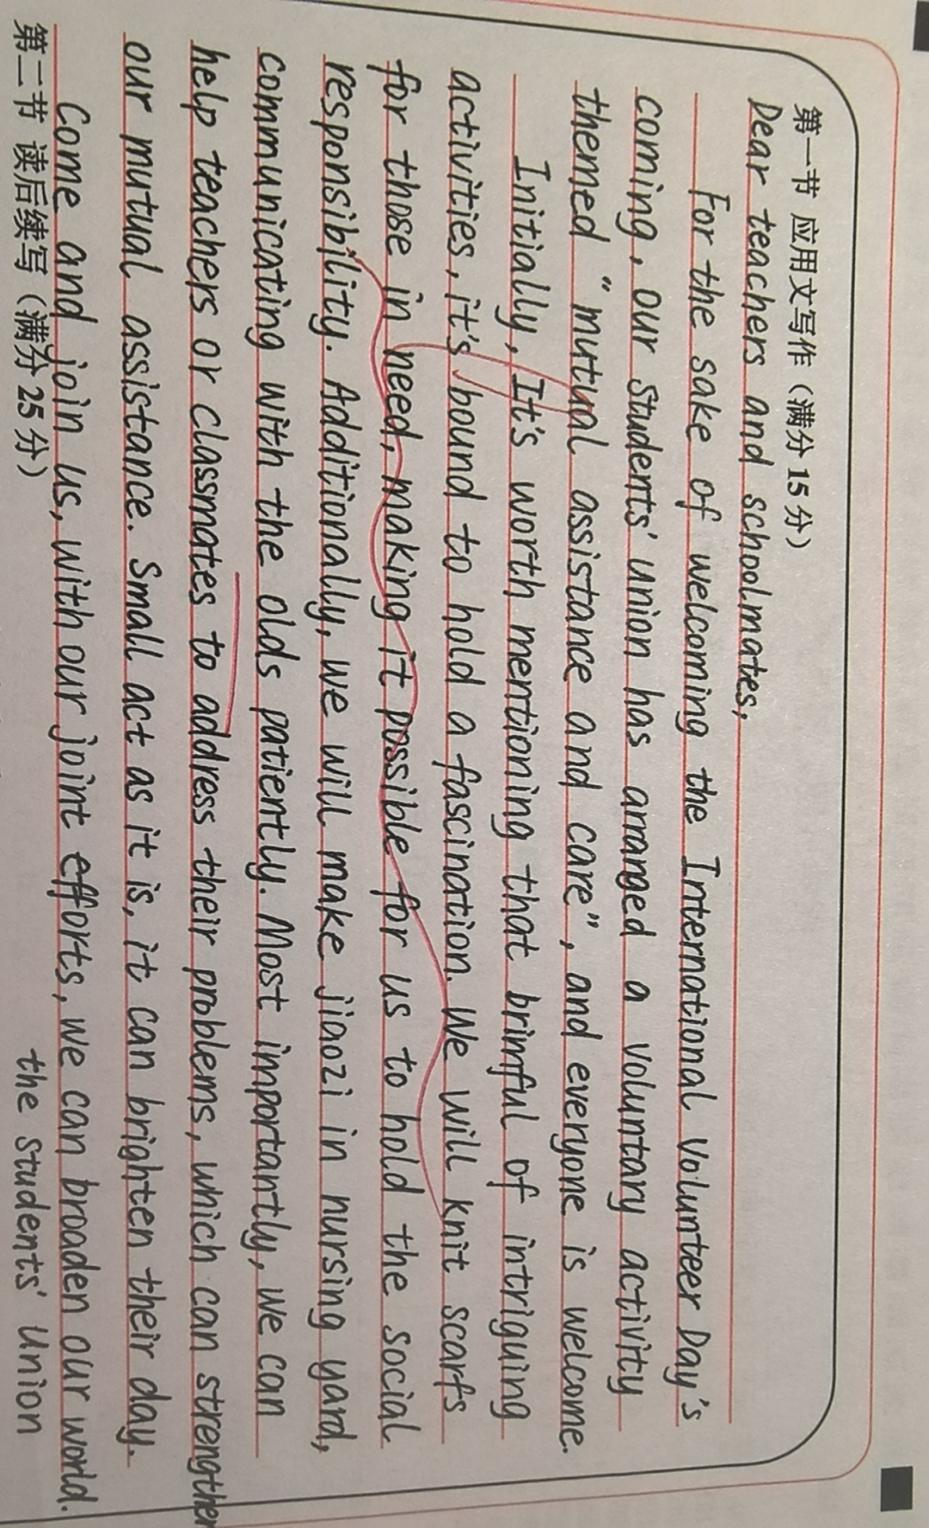 第一节 应用文写作（满分 15 分）
Dear teachers and schoolmates,
For the sake of welcoming the International Volunteer Day's
coming, our students' union has arranged a voluntary activity
themed “mutual assistance and care”, and everyone is welcome.
Initially, It's worth mentioning that brimful of intriguing
activities, it's bound to hold a fascination. We will knit scarfs
for those in need, making it possible for us to hold the social
responsibility. Additionally, we will make jiaozi in nursing yard,
communicating with the olds patiently. Most importantly, we can
help teachers or classmates to address their problems, which can strengthen
our mutual assistance. Small act as it is, it can brighten their day.
Come and join us, with our joint efforts, we can broaden our world.
第二节 读后续写（满分 25 分）
the students' Union